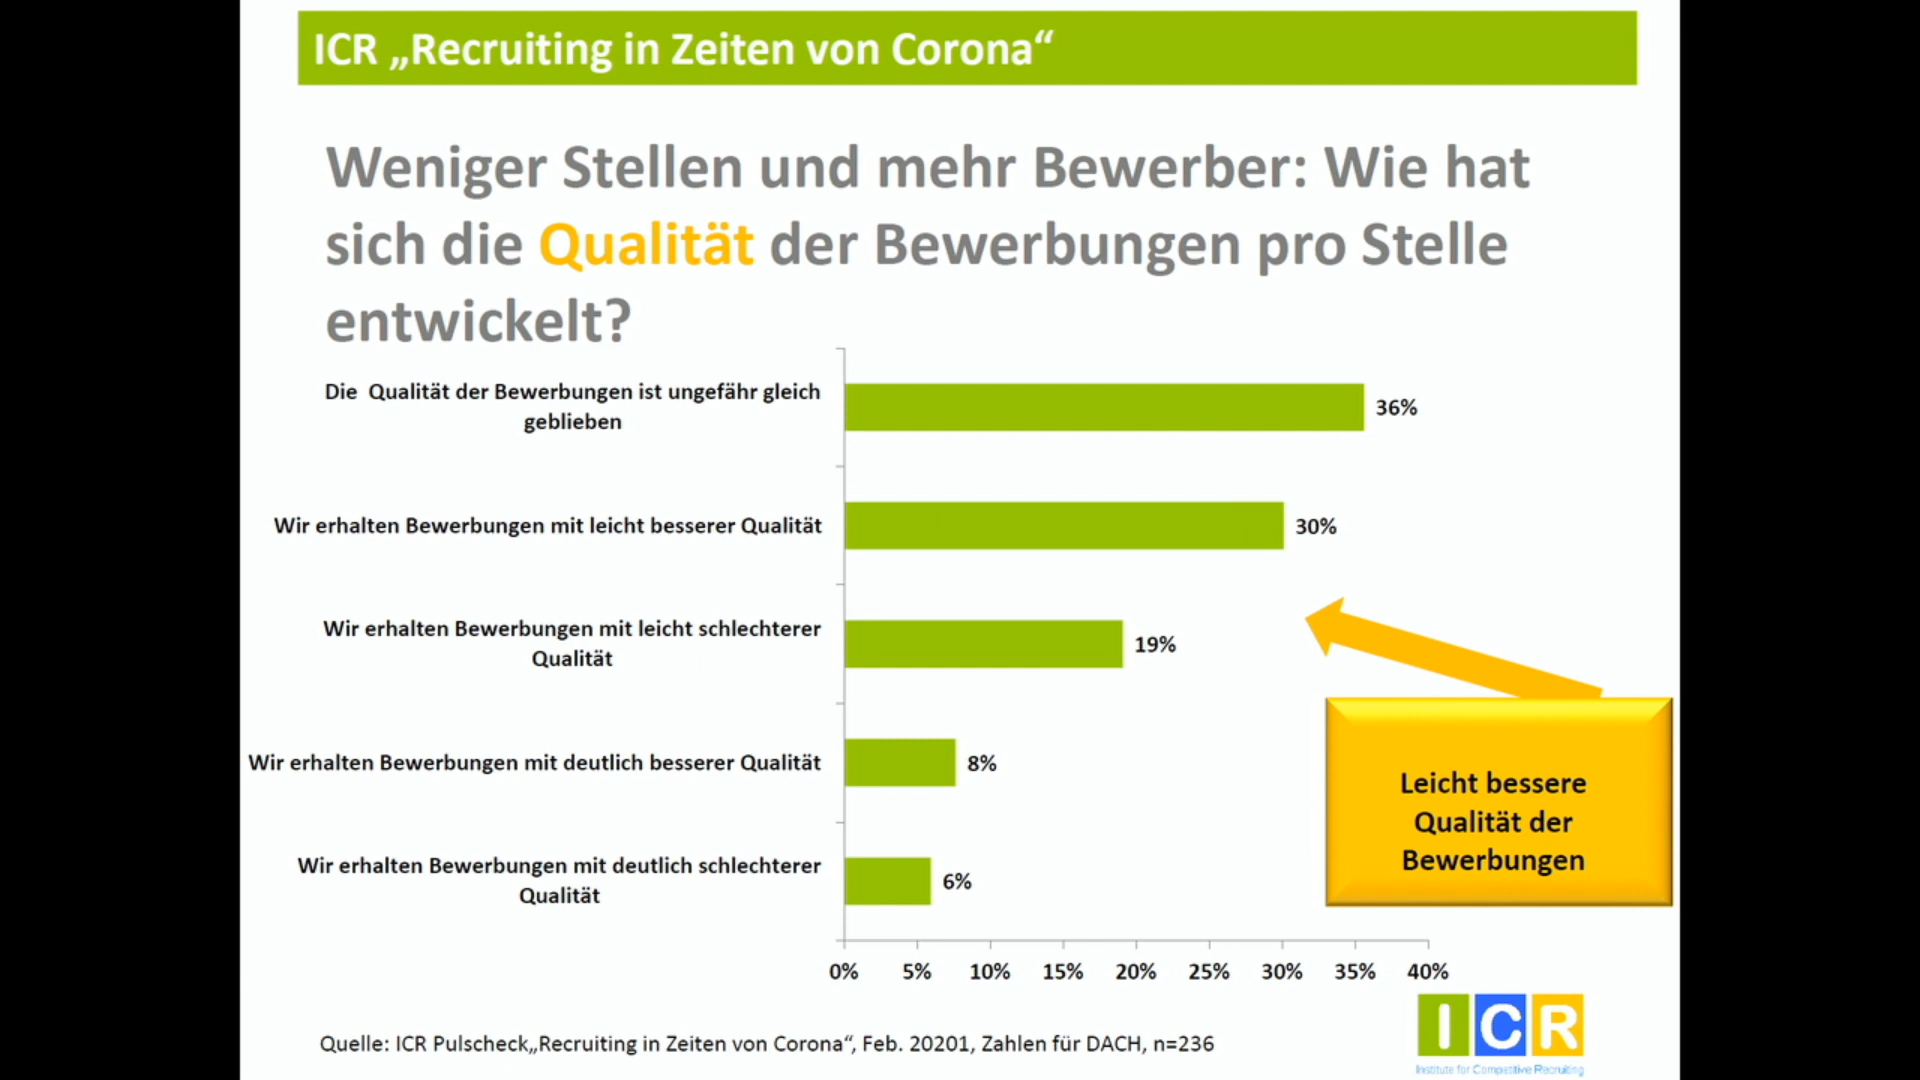 ICR „Recruiting in Zeiten von Corona“
Weniger Stellen und mehr Bewerber: Wie hat
sich die Qualität der Bewerbungen pro Stelle
entwickelt?
Die  Qualität der Bewerbungen ist ungefähr gleich
geblieben
36%
Wir erhalten Bewerbungen mit leicht besserer Qualität
30%
Wir erhalten Bewerbungen mit leicht schlechterer
Qualität
19%
Wir erhalten Bewerbungen mit deutlich besserer Qualität
8%
Wir erhalten Bewerbungen mit deutlich schlechterer
Qualität
6%
Leicht bessere
Qualität der
Bewerbungen
0% 5% 10% 15% 20% 25% 30% 35% 40%
Quelle: ICR Pulscheck„Recruiting in Zeiten von Corona“, Feb. 20201, Zahlen für DACH, n=236
ICR
Institute for Competitive Recruiting